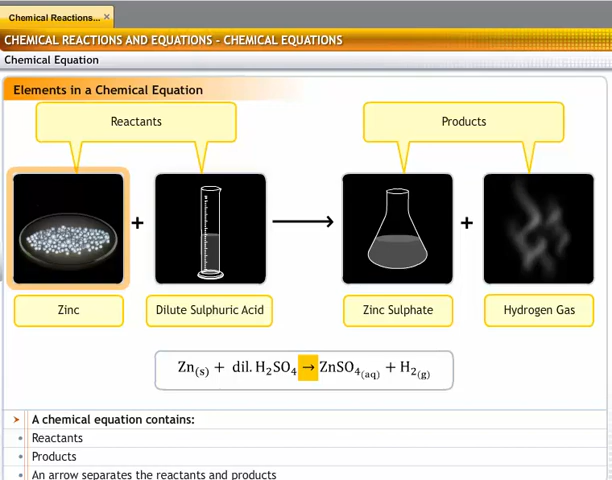 Chemical Reactions... ×
CHEMICAL REACTIONS AND EQUATIONS - CHEMICAL EQUATIONS
Chemical Equation
Elements in a Chemical Equation
Reactants
Products
+ → +
Zinc
Dilute Sulphuric Acid
Zinc Sulphate
Hydrogen Gas
Zn(s) + dil. H₂SO₄ → ZnSO₄(aq) + H₂(g)
A chemical equation contains:
Reactants
Products
An arrow separates the reactants and products